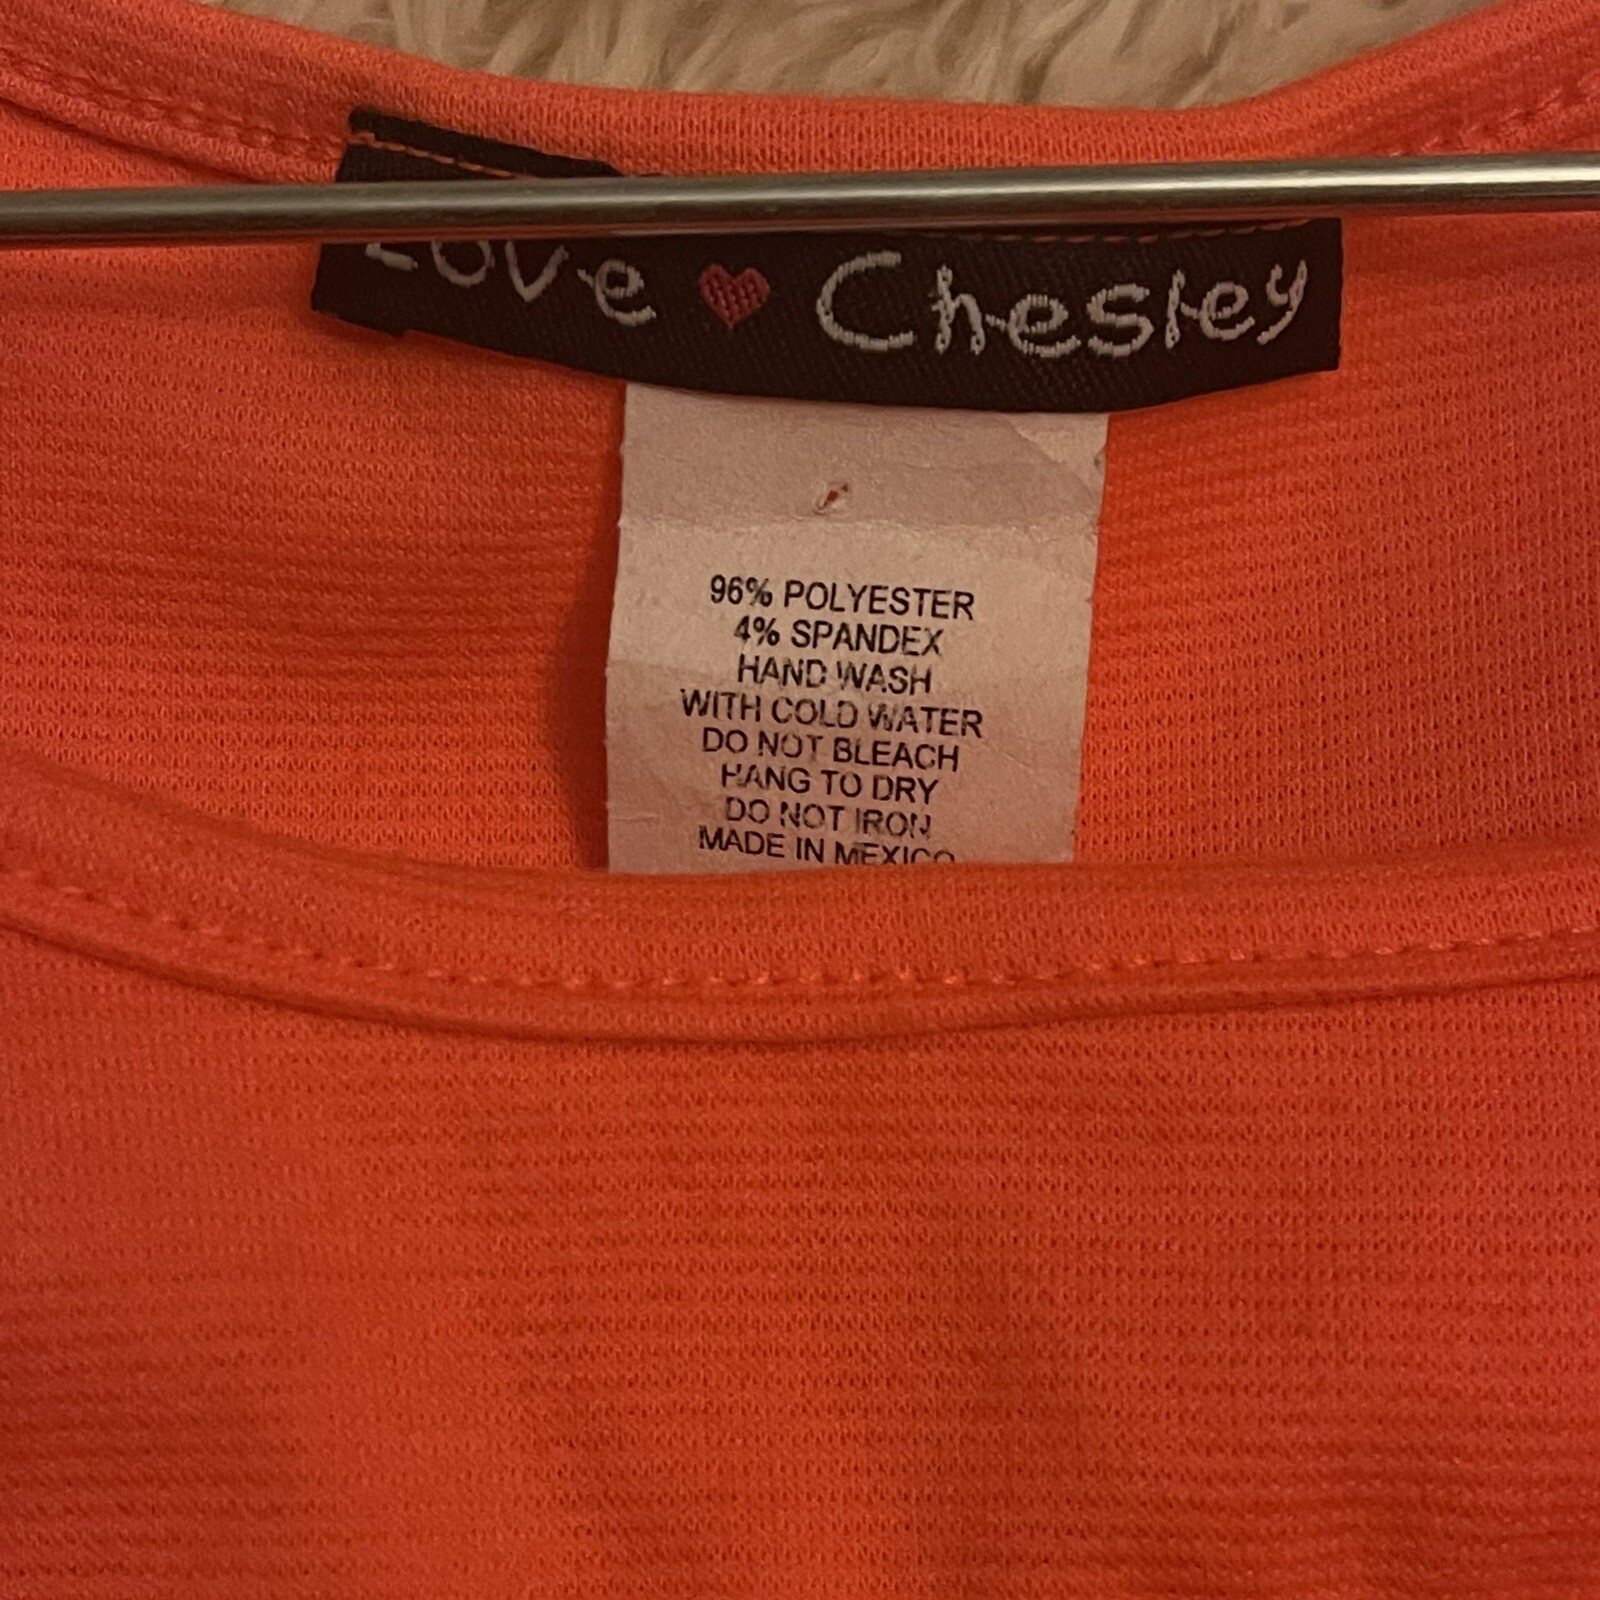 Love Chesley
96% POLYESTER
4% SPANDEX
HAND WASH
WITH COLD WATER
DO NOT BLEACH
HANG TO DRY
DO NOT IRON
MADE IN MEXICO